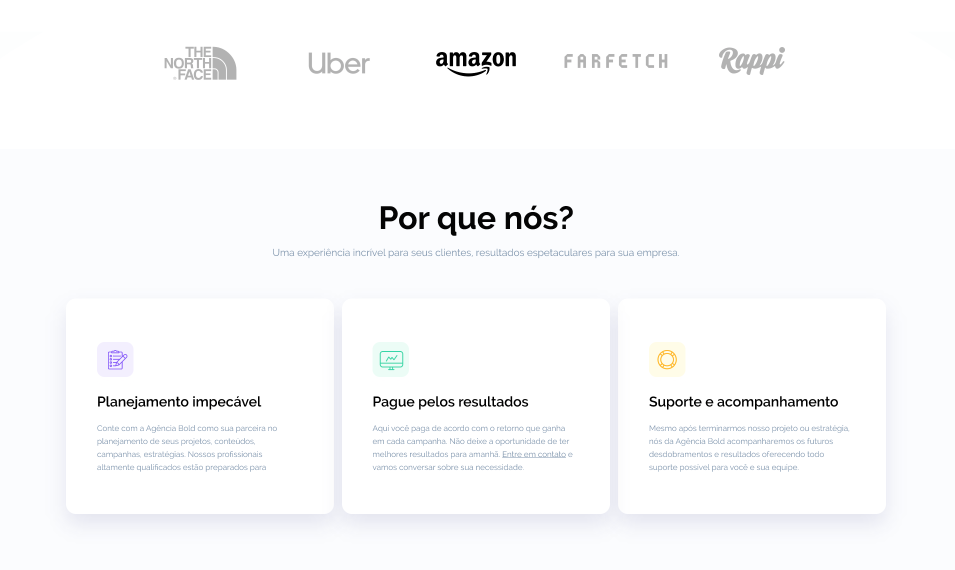 THE
NORTH
FACE
Uber
amazon
FARFETCH
Rappi
Por que nós?
Uma experiência incrível para seus clientes, resultados espetaculares para sua empresa.
Planejamento impecável
Conte com a Agência Bold como sua parceira no
planejamento de seus projetos, conteúdos,
campanhas, estratégias. Nossos profissionais
altamente qualificados estão preparados para
Pague pelos resultados
Aqui você paga de acordo com o retorno que ganha
em cada campanha. Não deixe a oportunidade de ter
melhores resultados para amanhã. Entre em contato e
vamos conversar sobre sua necessidade.
Suporte e acompanhamento
Mesmo após terminarmos nosso projeto ou estratégia,
nós da Agência Bold acompanharemos os futuros
desdobramentos e resultados oferecendo todo
suporte possível para você e sua equipe.